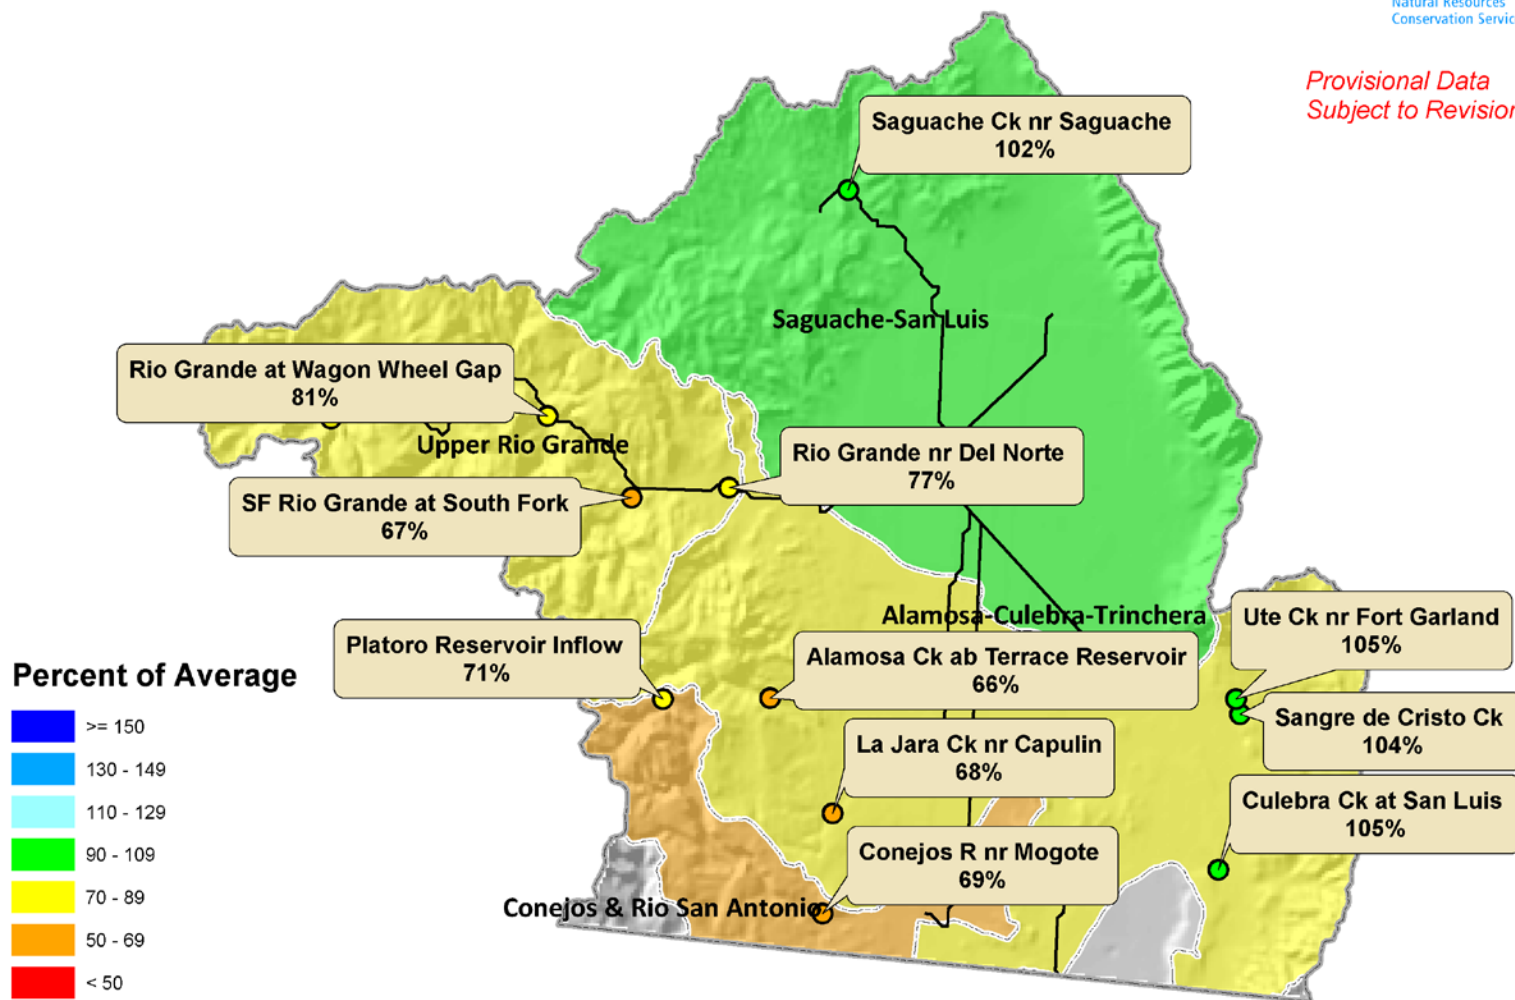 Natural Resources
Conservation Servic
Provisional Data
Subject to Revision
Saguache Ck nr Saguache
102%
Saguache-San Luis
Rio Grande at Wagon Wheel Gap
81%
Upper Rio Grande
Rio Grande nr Del Norte
77%
SF Rio Grande at South Fork
67%
Alamosa-Culebra-Trinchera
Ute Ck nr Fort Garland
105%
Platoro Reservoir Inflow
71%
Alamosa Ck ab Terrace Reservoir
66%
Sangre de Cristo Ck
104%
La Jara Ck nr Capulin
68%
Culebra Ck at San Luis
105%
Conejos R nr Mogote
69%
Conejos & Rio San Antonio
Percent of Average
>= 150
130 - 149
110 - 129
90 - 109
70 - 89
50 - 69
< 50